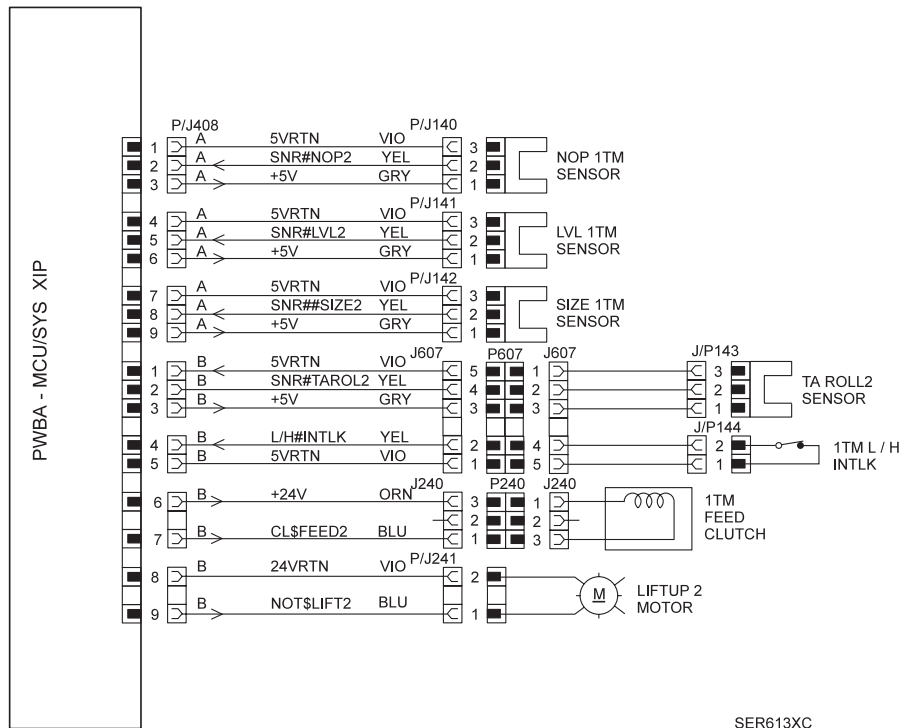 P/J408 P/J140
1 A 5VRTN VIO 3
2 A SNR#NOP2 YEL 2 NOP 1TM
3 A +5V GRY 1 SENSOR
P/J141
4 A 5VRTN VIO 3
5 A SNR#LVL2 YEL 2 LVL 1TM
6 A +5V GRY 1 SENSOR
P/J142
7 A 5VRTN VIO 3
8 A SNR##SIZE2 YEL 2 SIZE 1TM
9 A +5V GRY 1 SENSOR
PWBA - MCU/SYS XIP
J607 P607 J607 J/P143
1 B 5VRTN VIO 5 1 3
2 B SNR#TAROL2 YEL 4 2 2 TA ROLL2
3 B +5V GRY 3 3 1 SENSOR
J/P144
4 B L/H#INTLK YEL 2 4 2 1TM L / H
5 B 5VRTN VIO 1 5 1 INTLK
J240 P240 J240
6 B +24V ORN 3 1 1TM
2 2 FEED
7 B CL$FEED2 BLU 1 3 CLUTCH
P/J241
8 B 24VRTN VIO 2
M LIFTUP 2
9 B NOT$LIFT2 BLU 1 MOTOR
SER613XC